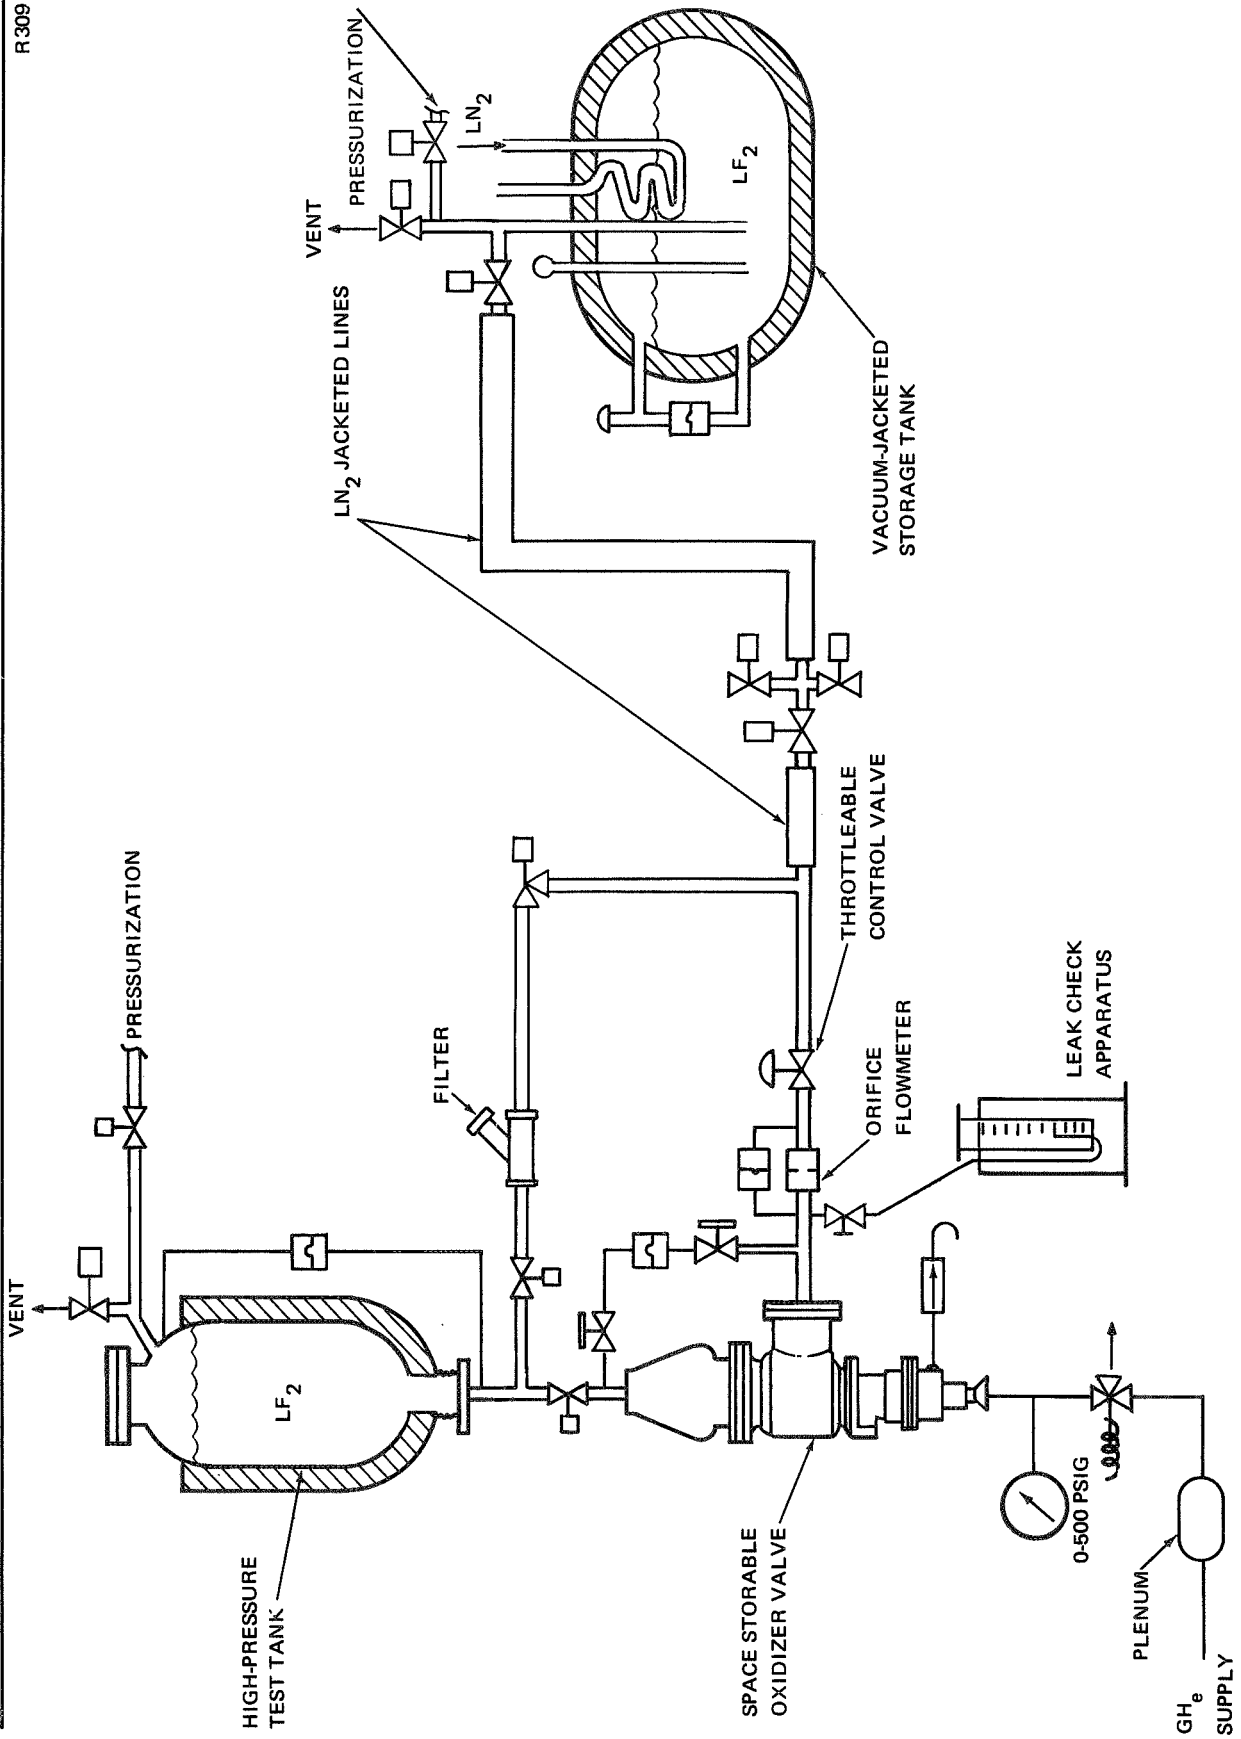 R309
VENT
PRESSURIZATION
LN2
LF2
LN2 JACKETED LINES
VACUUM-JACKETED
STORAGE TANK
PRESSURIZATION
VENT
FILTER
LF2
HIGH-PRESSURE
TEST TANK
THROTTLEABLE
CONTROL VALVE
ORIFICE
FLOWMETER
LEAK CHECK
APPARATUS
SPACE STORABLE
OXIDIZER VALVE
0-500 PSIG
PLENUM
GHe
SUPPLY